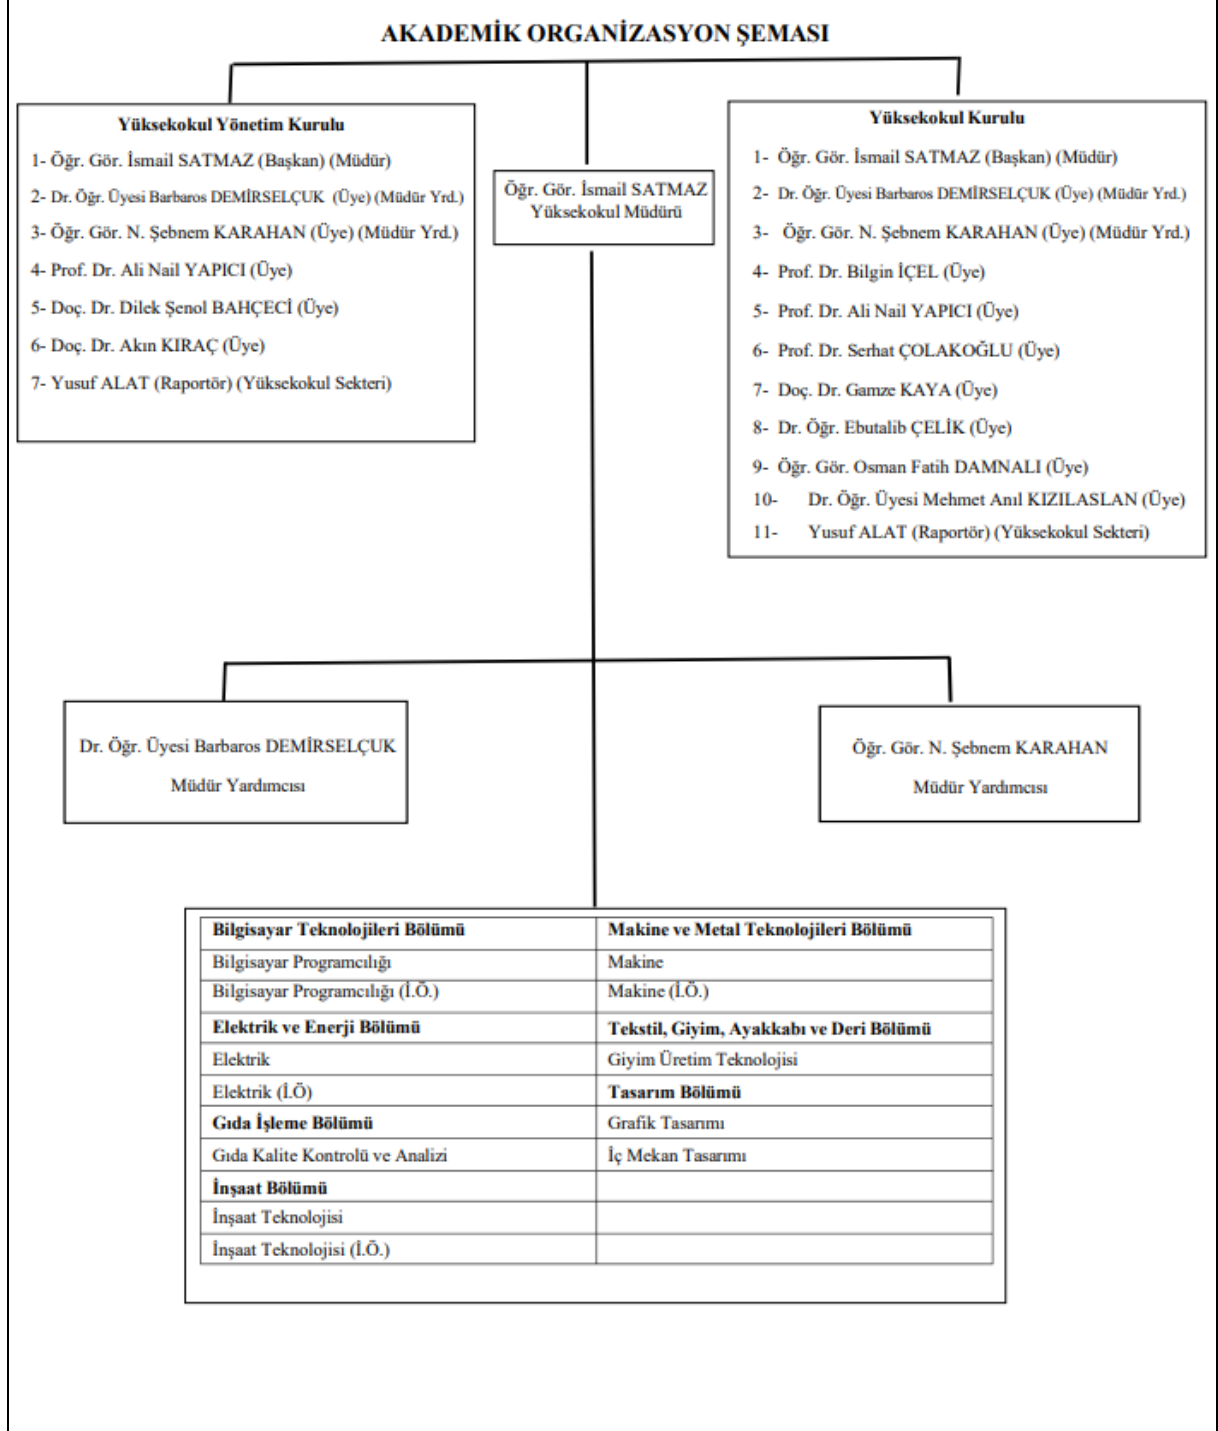 AKADEMİK ORGANİZASYON ŞEMASI
Yüksekokul Yönetim Kurulu
1- Öğr. Gör. İsmail SATMAZ (Başkan) (Müdür)
2- Dr. Öğr. Üyesi Barbaros DEMİRSELÇUK (Üye) (Müdür Yrd.)
3- Öğr. Gör. N. Şebnem KARAHAN (Üye) (Müdür Yrd.)
4- Prof. Dr. Ali Nail YAPICI (Üye)
5- Doç. Dr. Dilek Şenol BAHÇECİ (Üye)
6- Doç. Dr. Akın KIRAÇ (Üye)
7- Yusuf ALAT (Raportör) (Yüksekokul Sekteri)
Öğr. Gör. İsmail SATMAZ
Yüksekokul Müdürü
Yüksekokul Kurulu
1- Öğr. Gör. İsmail SATMAZ (Başkan) (Müdür)
2- Dr. Öğr. Üyesi Barbaros DEMİRSELÇUK (Üye) (Müdür Yrd.)
3- Öğr. Gör. N. Şebnem KARAHAN (Üye) (Müdür Yrd.)
4- Prof. Dr. Bilgin İÇEL (Üye)
5- Prof. Dr. Ali Nail YAPICI (Üye)
6- Prof. Dr. Serhat ÇOLAKOĞLU (Üye)
7- Doç. Dr. Gamze KAYA (Üye)
8- Dr. Öğr. Ebutalib ÇELİK (Üye)
9- Öğr. Gör. Osman Fatih DAMNALI (Üye)
10- Dr. Öğr. Üyesi Mehmet Anıl KIZILASLAN (Üye)
11- Yusuf ALAT (Raportör) (Yüksekokul Sekteri)
Dr. Öğr. Üyesi Barbaros DEMİRSELÇUK
Müdür Yardımcısı
Öğr. Gör. N. Şebnem KARAHAN
Müdür Yardımcısı
Bilgisayar Teknolojileri Bölümü Makine ve Metal Teknolojileri Bölümü
Bilgisayar Programcılığı Makine
Bilgisayar Programcılığı (İ.Ö.) Makine (İ.Ö.)
Elektrik ve Enerji Bölümü Tekstil, Giyim, Ayakkabı ve Deri Bölümü
Elektrik Giyim Üretim Teknolojisi
Elektrik (İ.Ö) Tasarım Bölümü
Gıda İşleme Bölümü Grafik Tasarımı
Gıda Kalite Kontrolü ve Analizi İç Mekan Tasarımı
İnşaat Bölümü
İnşaat Teknolojisi
İnşaat Teknolojisi (İ.Ö.)